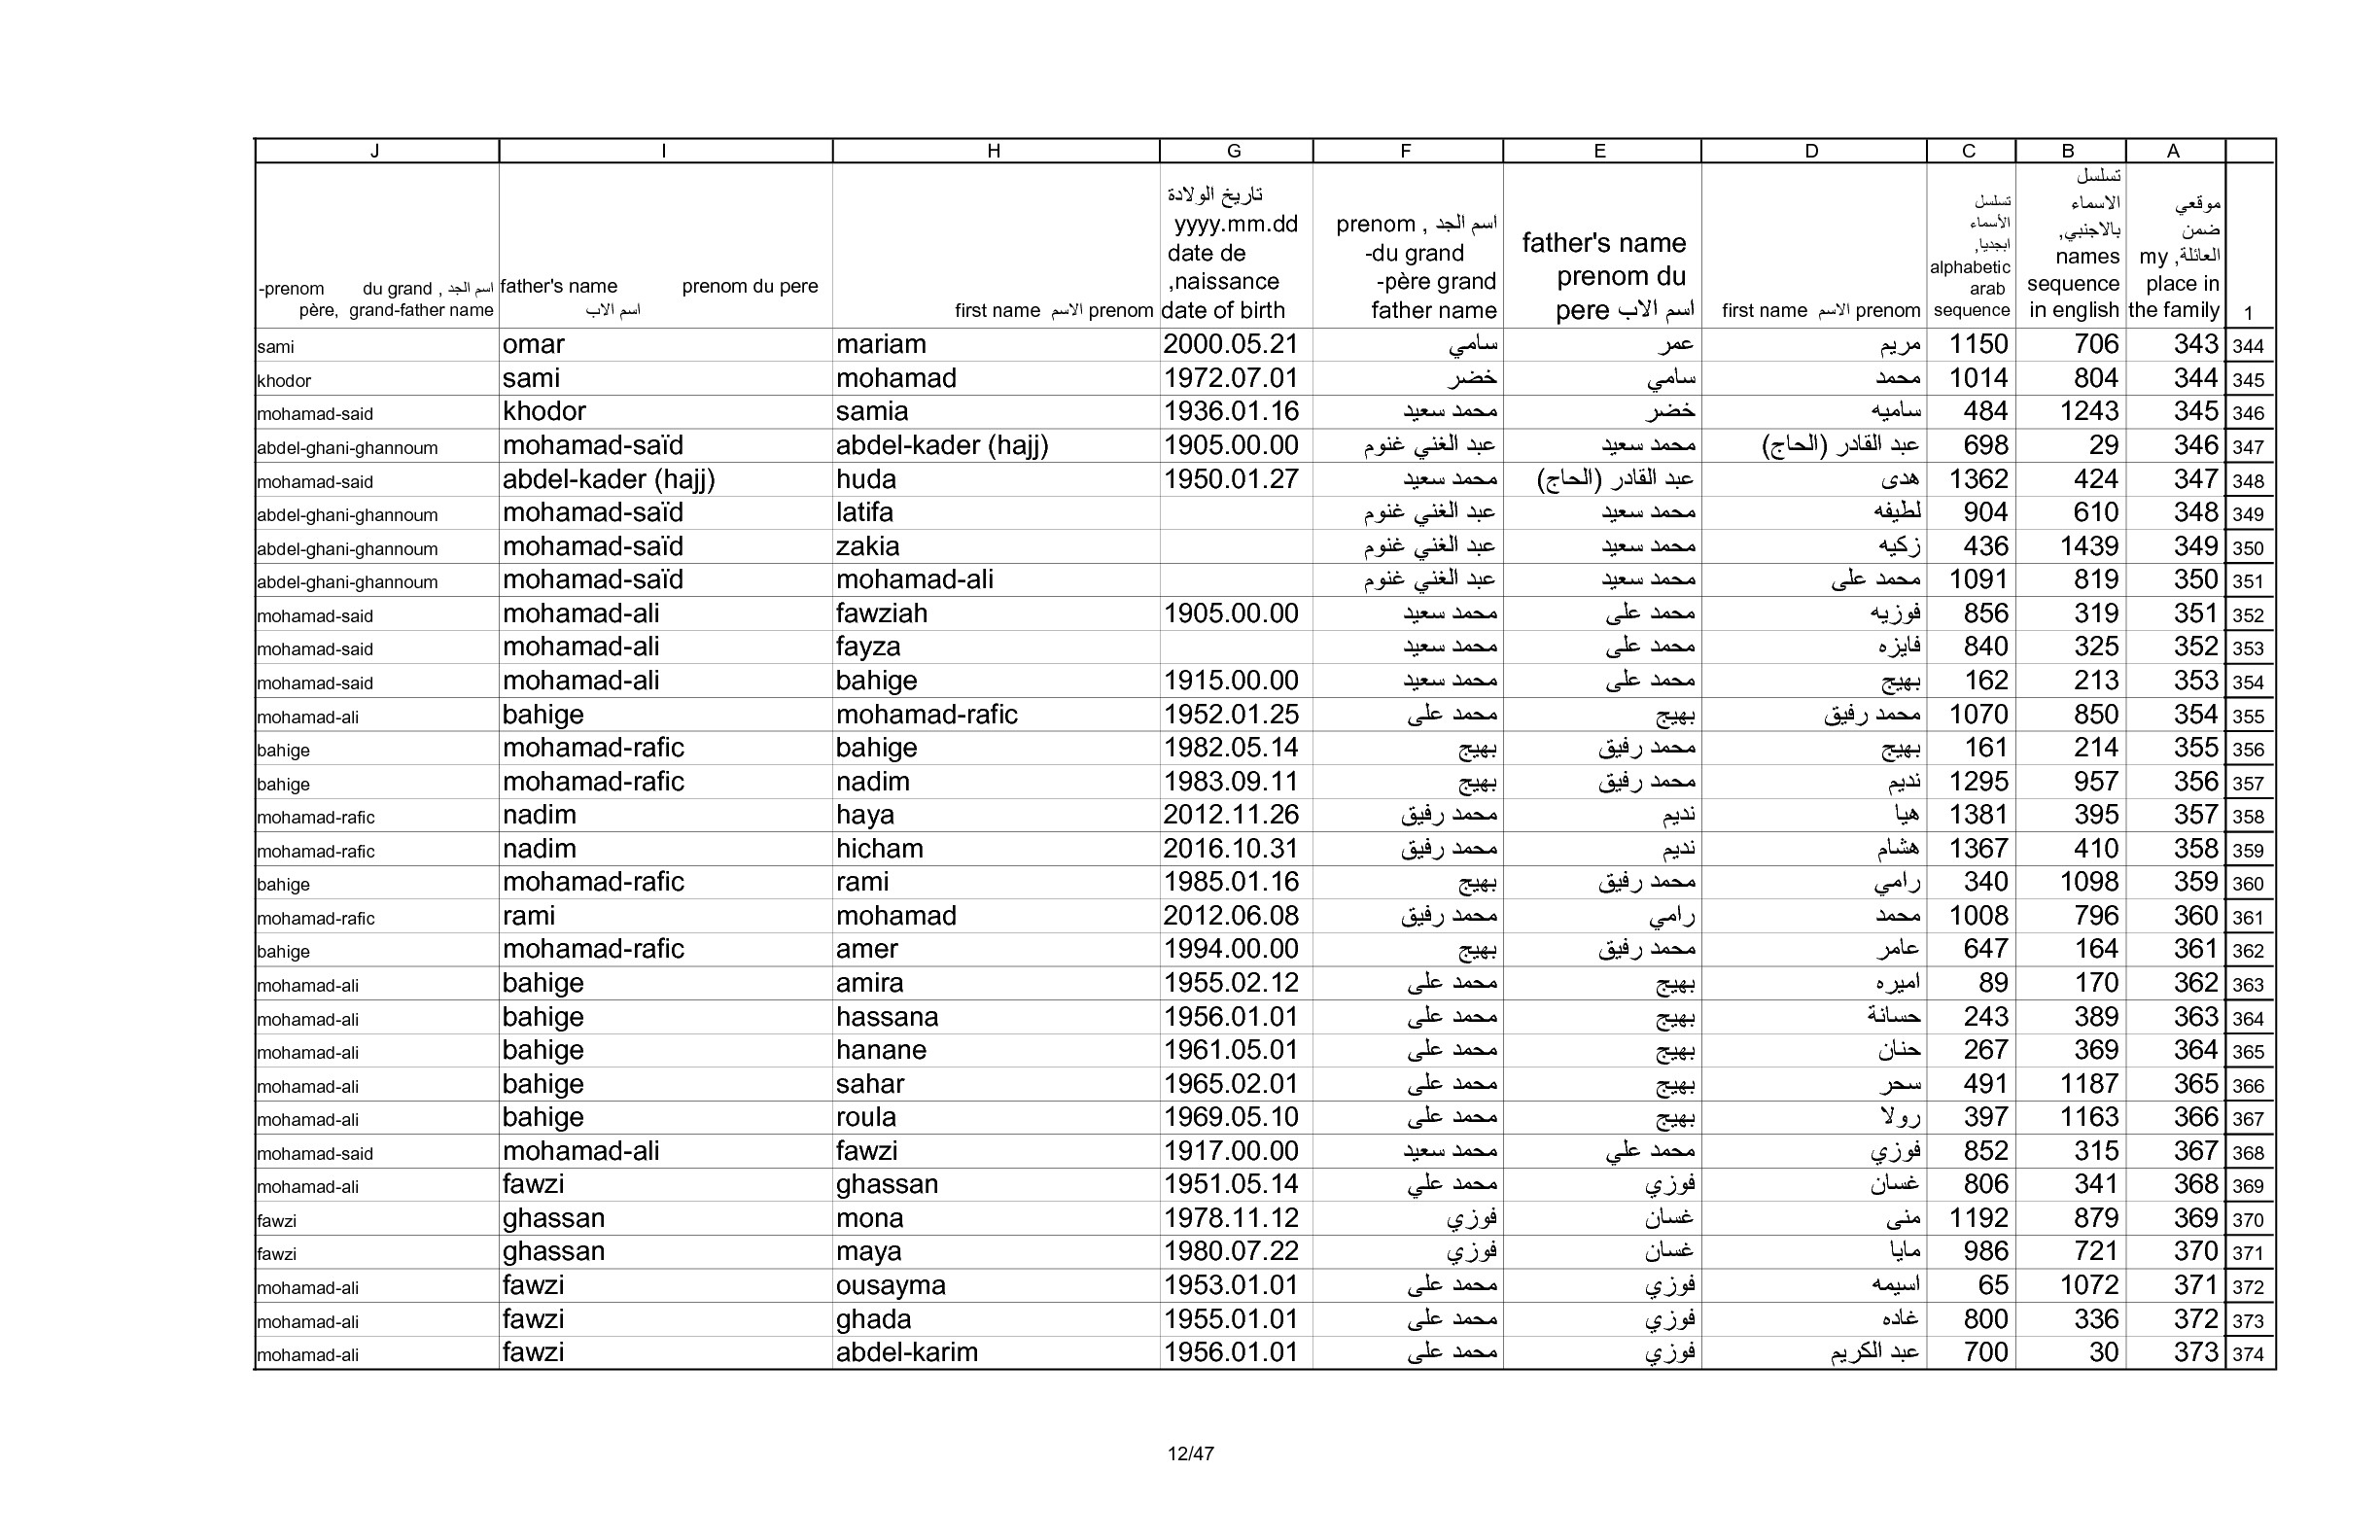 J I H G F E D C B A
-prenom du grand , اسم الجد père, grand-father name
father's name prenom du pere اسم الاب
first name الاسم prenom
تاريخ الولادة yyyy.mm.dd date de naissance, date of birth
prenom , اسم الجد du grand- père grand- father name
father's name prenom du pere اسم الاب
first name الاسم prenom
تسلسل الأسماء ابجديا, alphabetic arab sequence
تسلسل الاسماء بالاجنبي, names sequence in english
موقعي ضمن العائلة, my place in the family
1
sami omar mariam 2000.05.21 سامي عمر مريم 1150 706 343 344
khodor sami mohamad 1972.07.01 خضر سامي محمد 1014 804 344 345
mohamad-said khodor samia 1936.01.16 محمد سعيد خضر ساميه 484 1243 345 346
abdel-ghani-ghannoum mohamad-saïd abdel-kader (hajj) 1905.00.00 عبد الغني غنوم محمد سعيد عبد القادر (الحاج) 698 29 346 347
mohamad-said abdel-kader (hajj) huda 1950.01.27 محمد سعيد عبد القادر (الحاج) هدى 1362 424 347 348
abdel-ghani-ghannoum mohamad-saïd latifa عبد الغني غنوم محمد سعيد لطيفه 904 610 348 349
abdel-ghani-ghannoum mohamad-saïd zakia عبد الغني غنوم محمد سعيد زكيه 436 1439 349 350
abdel-ghani-ghannoum mohamad-saïd mohamad-ali عبد الغني غنوم محمد سعيد محمد على 1091 819 350 351
mohamad-said mohamad-ali fawziah 1905.00.00 محمد سعيد محمد على فوزيه 856 319 351 352
mohamad-said mohamad-ali fayza محمد سعيد محمد على فايزه 840 325 352 353
mohamad-said mohamad-ali bahige 1915.00.00 محمد سعيد محمد على بهيج 162 213 353 354
mohamad-ali bahige mohamad-rafic 1952.01.25 محمد على بهيج محمد رفيق 1070 850 354 355
bahige mohamad-rafic bahige 1982.05.14 بهيج محمد رفيق بهيج 161 214 355 356
bahige mohamad-rafic nadim 1983.09.11 بهيج محمد رفيق نديم 1295 957 356 357
mohamad-rafic nadim haya 2012.11.26 محمد رفيق نديم هيا 1381 395 357 358
mohamad-rafic nadim hicham 2016.10.31 محمد رفيق نديم هشام 1367 410 358 359
bahige mohamad-rafic rami 1985.01.16 بهيج محمد رفيق رامي 340 1098 359 360
mohamad-rafic rami mohamad 2012.06.08 محمد رفيق رامي محمد 1008 796 360 361
bahige mohamad-rafic amer 1994.00.00 بهيج محمد رفيق عامر 647 164 361 362
mohamad-ali bahige amira 1955.02.12 محمد على بهيج اميره 89 170 362 363
mohamad-ali bahige hassana 1956.01.01 محمد على بهيج حسانة 243 389 363 364
mohamad-ali bahige hanane 1961.05.01 محمد على بهيج حنان 267 369 364 365
mohamad-ali bahige sahar 1965.02.01 محمد على بهيج سحر 491 1187 365 366
mohamad-ali bahige roula 1969.05.10 محمد على بهيج رولا 397 1163 366 367
mohamad-said mohamad-ali fawzi 1917.00.00 محمد سعيد محمد علي فوزي 852 315 367 368
mohamad-ali fawzi ghassan 1951.05.14 محمد علي فوزي غسان 806 341 368 369
fawzi ghassan mona 1978.11.12 فوزي غسان منى 1192 879 369 370
fawzi ghassan maya 1980.07.22 فوزي غسان مايا 986 721 370 371
mohamad-ali fawzi ousayma 1953.01.01 محمد على فوزي اسيمه 65 1072 371 372
mohamad-ali fawzi ghada 1955.01.01 محمد على فوزي غاده 800 336 372 373
mohamad-ali fawzi abdel-karim 1956.01.01 محمد على فوزي عبد الكريم 700 30 373 374
12/47